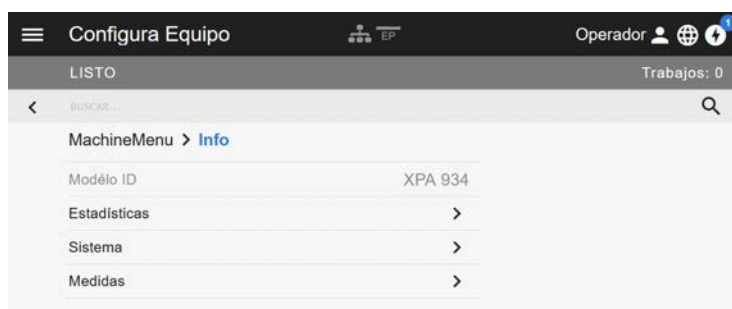 Configura Equipo EP Operador 1
LISTO Trabajos: 0
BUSCAR...
MachineMenu > Info
Modélo ID XPA 934
Estadísticas
Sistema
Medidas